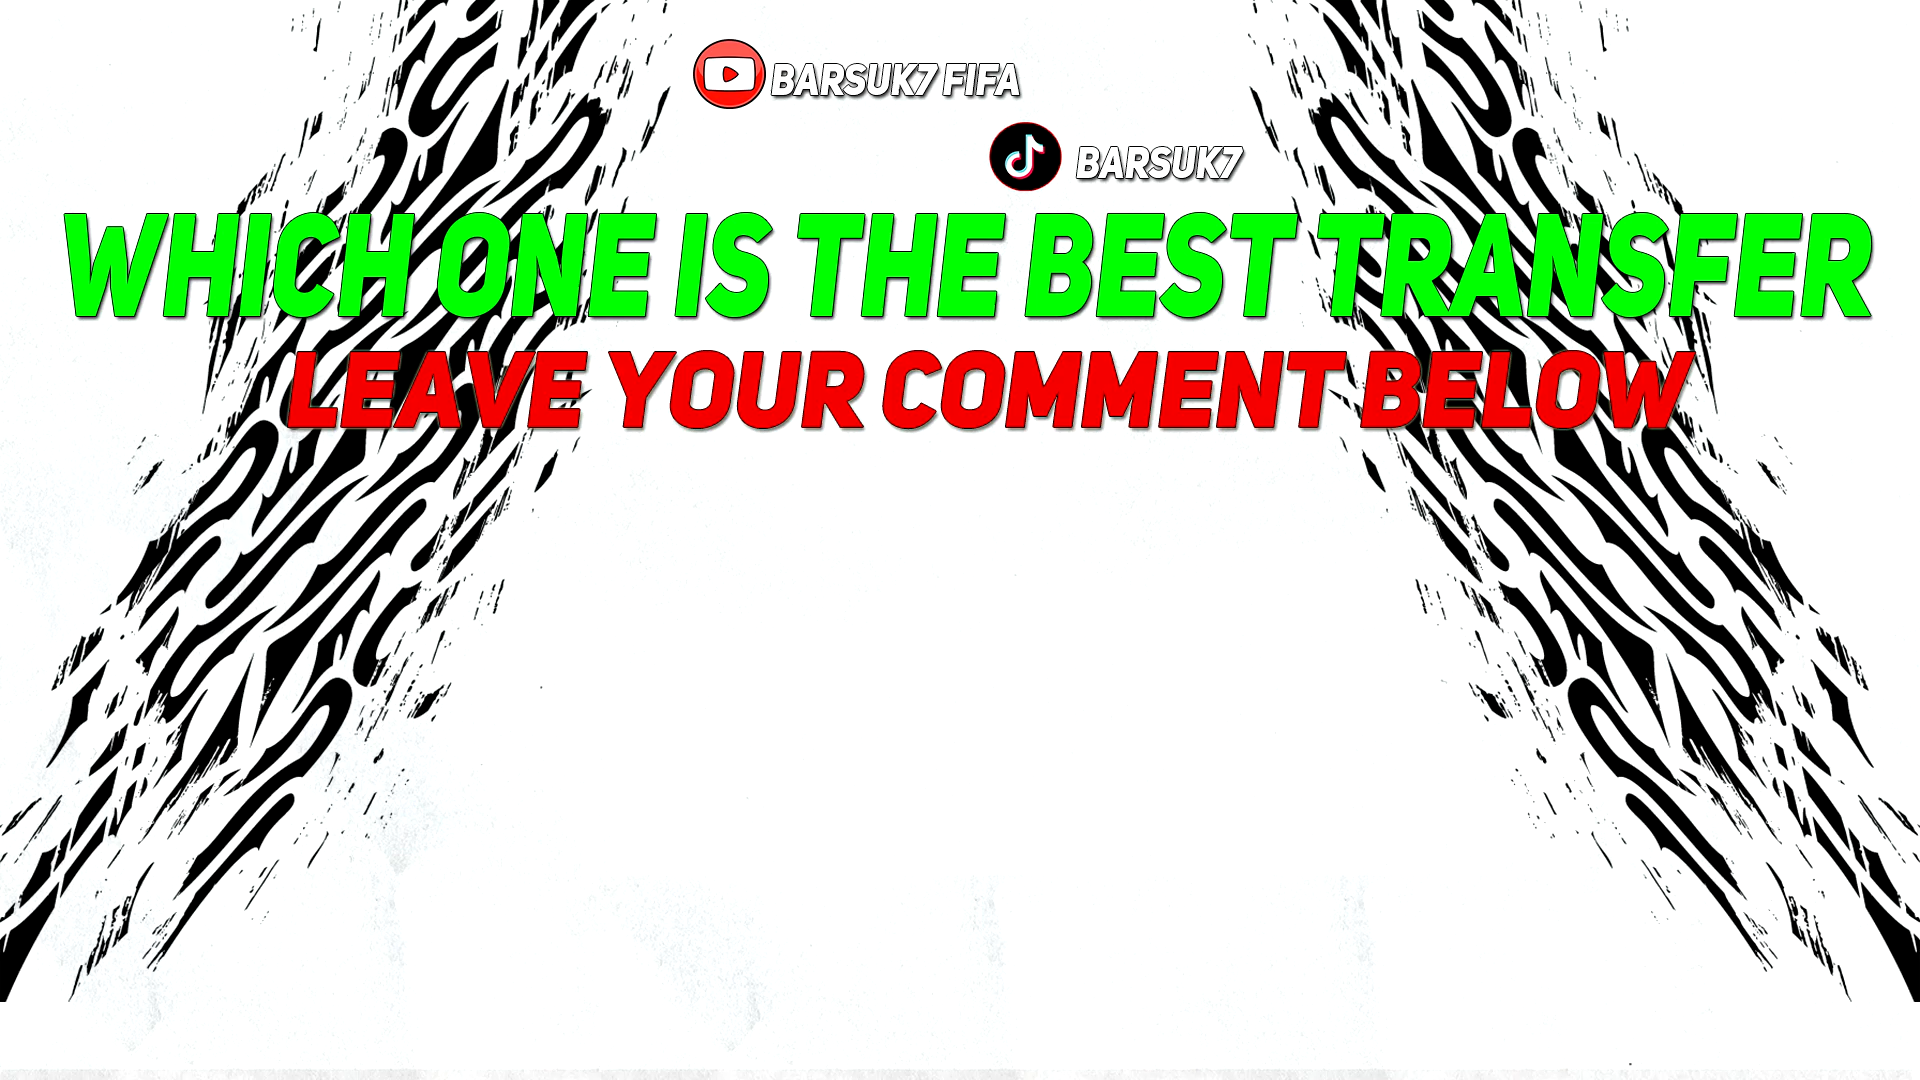 BARSUK7 FIFA
BARSUK7
WHICH ONE IS THE BEST TRANSFER
LEAVE YOUR COMMENT BELOW